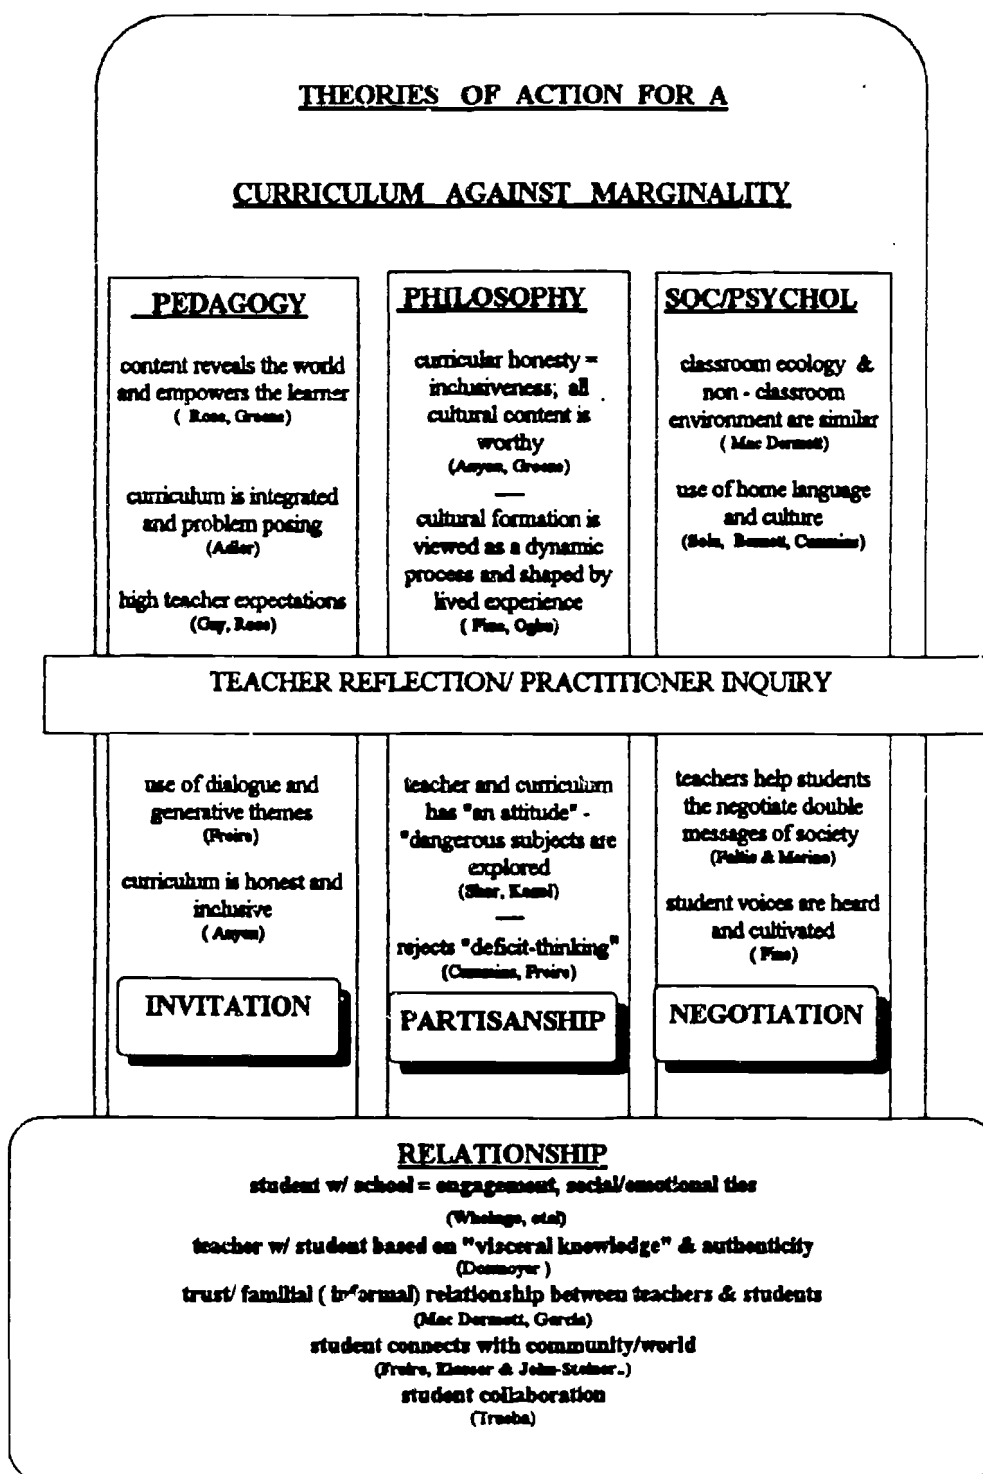 THEORIES OF ACTION FOR A
CURRICULUM AGAINST MARGINALITY
PEDAGOGY
content reveals the world
and empowers the learner
( Rose, Greene)
curriculum is integrated
and problem posing
(Adler)
high teacher expectations
(Gay, Rose)
PHILOSOPHY
curricular honesty =
inclusiveness; all
cultural content is
worthy
(Anyon, Greene)
cultural formation is
viewed as a dynamic
process and shaped by
lived experience
( Fine, Ogbu)
SOC/PSYCHOL
classroom ecology &
non - classroom
environment are similar
( Mac Dermott)
use of home language
and culture
(Cummins)
TEACHER REFLECTION/ PRACTITIONER INQUIRY
use of dialogue and
generative themes
(Freire)
curriculum is honest and
inclusive
( Anyon)
INVITATION
teacher and curriculum
has "an attitude" -
"dangerous subjects are
explored
(Shor,
rejects "deficit-thinking"
(Cummins, Freire)
PARTISANSHIP
teachers help students
the negotiate double
messages of society
student voices are heard
and cultivated
( Fine)
NEGOTIATION
RELATIONSHIP
student w/ school = engagement, social/emotional ties
teacher w/ student based on "visceral knowledge" & authenticity
trust/ familial ( informal) relationship between teachers & students
(Mac Dermott, Garcia)
student connects with community/world
(Freire, & John-Steiner..)
student collaboration
(Trueba)